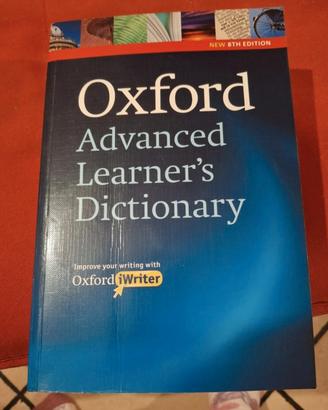 NEW 8TH EDITION
Oxford
Advanced
Learner's
Dictionary
Improve your writing with
Oxford iWriter